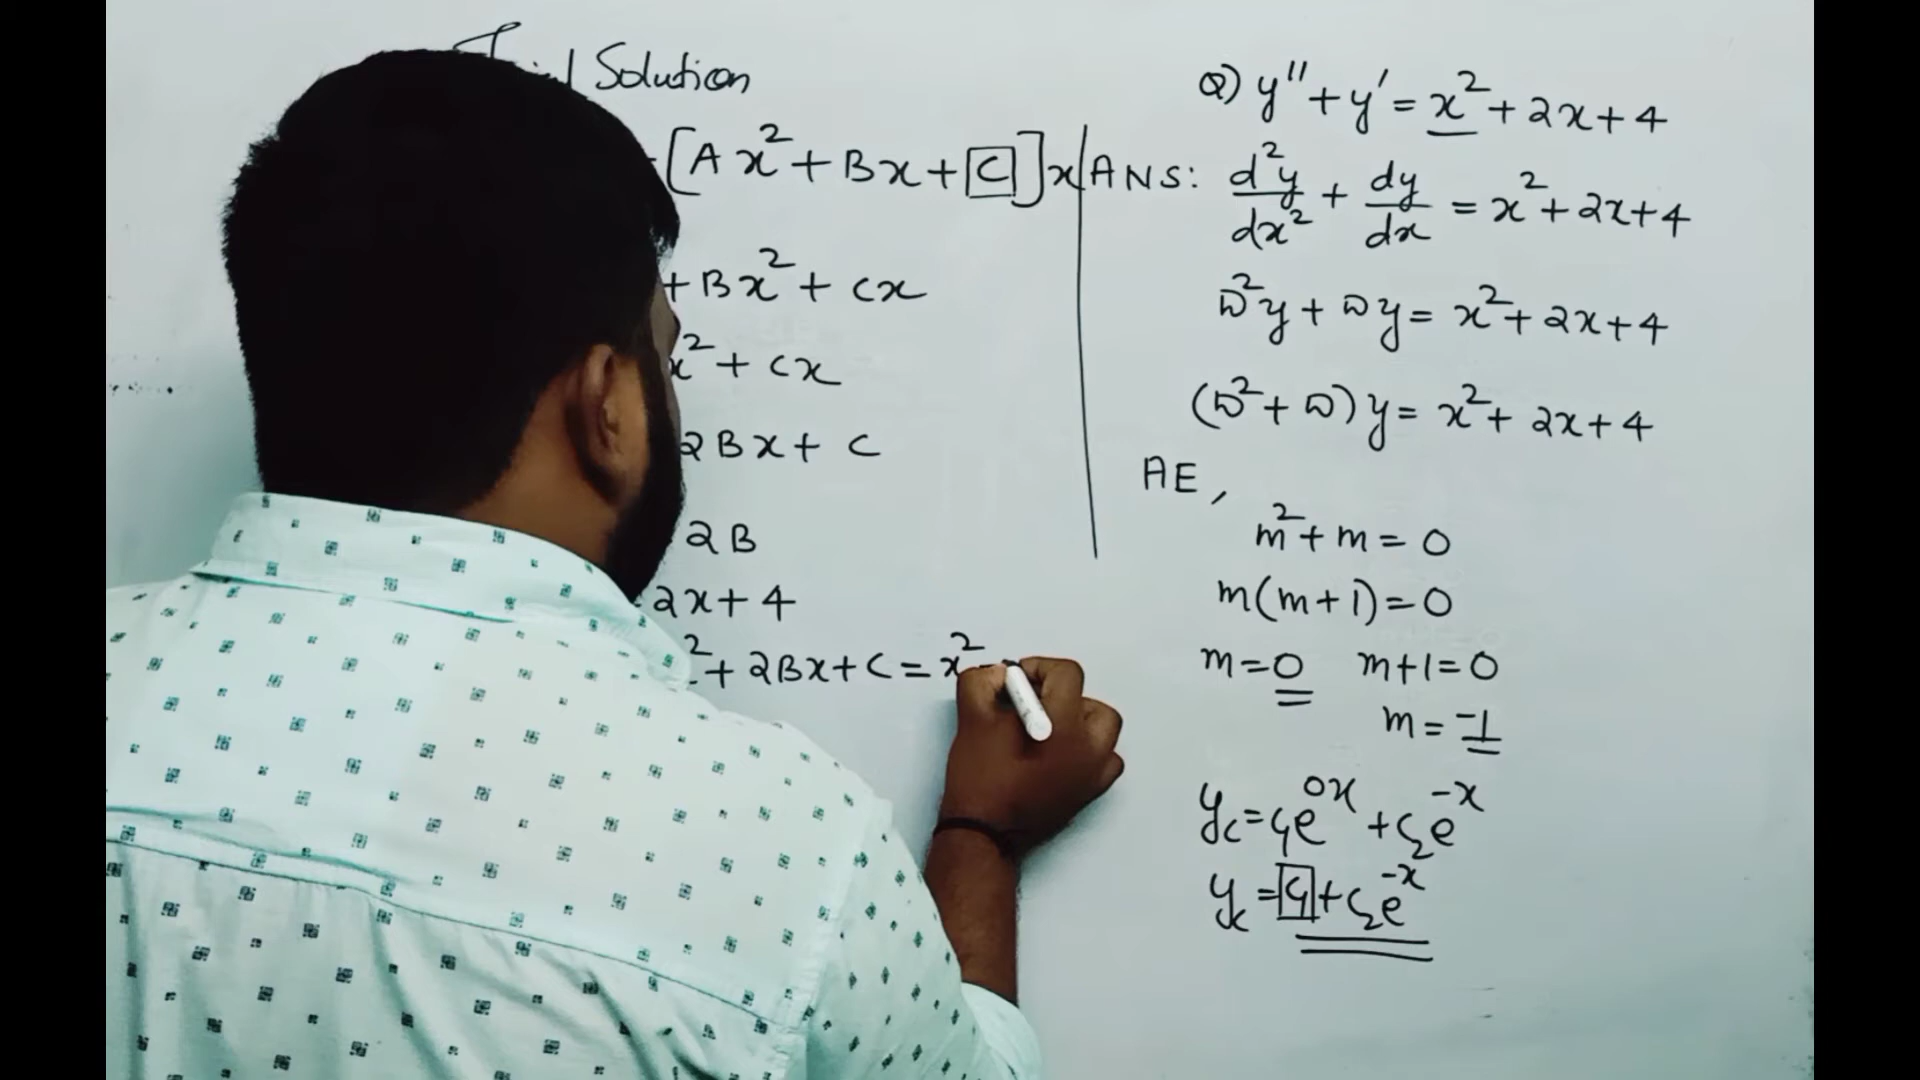 Solution
[Ax² + Bx + C]x
+ Bx² + Cx
x² + Cx
2Bx + C
2B
2x + 4
² + 2Bx + C = x²
Q) y'' + y' = x² + 2x + 4
ANS: d²y/dx² + dy/dx = x² + 2x + 4
D²y + Dy = x² + 2x + 4
(D² + D) y = x² + 2x + 4
AE,
m² + m = 0
m(m + 1) = 0
m = 0 m + 1 = 0
m = -1
y_c = c₁e^{0x} + c₂e^{-x}
y_c = c₁ + c₂e^{-x}